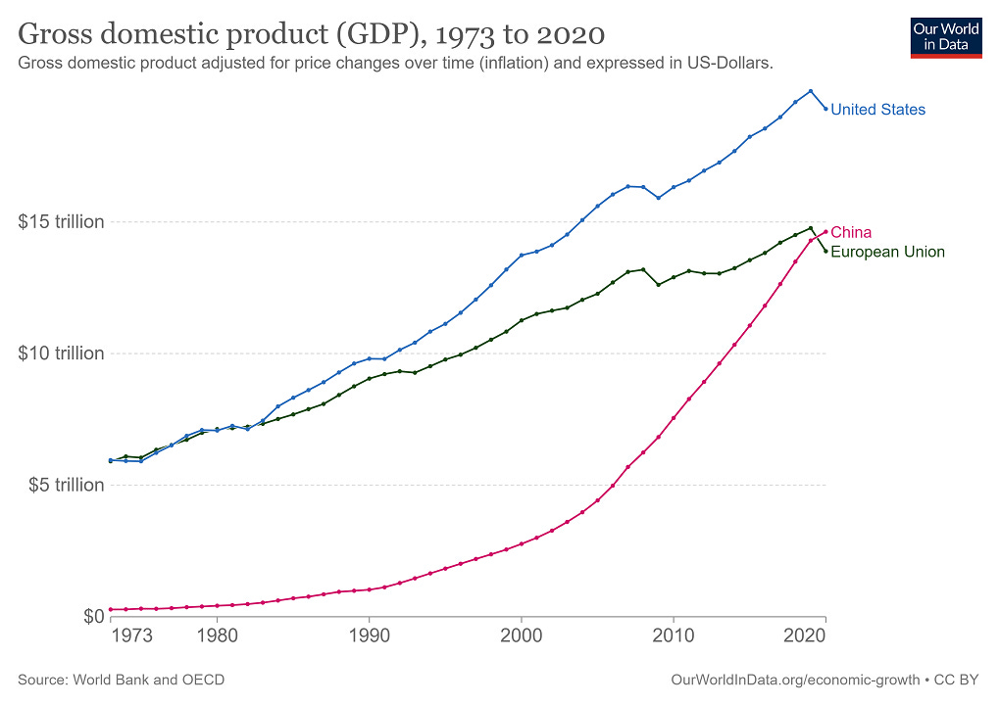 Gross domestic product (GDP), 1973 to 2020
Gross domestic product adjusted for price changes over time (inflation) and expressed in US-Dollars.
Our World
in Data
United States
$15 trillion
China
European Union
$10 trillion
$5 trillion
$0
1973
1980
1990
2000
2010
2020
Source: World Bank and OECD
OurWorldInData.org/economic-growth • CC BY